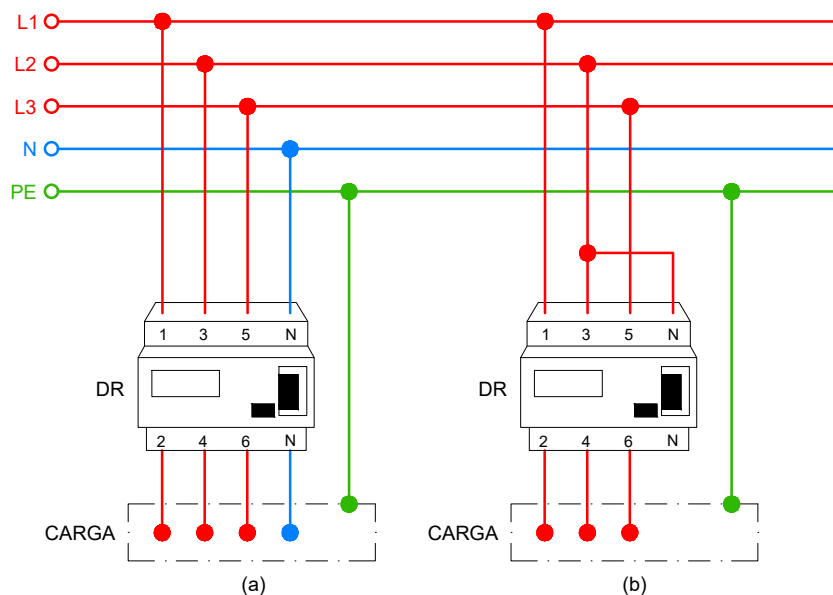 L1
L2
L3
N
PE
1 3 5 N 1 3 5 N
DR DR
2 4 6 N 2 4 6 N
CARGA CARGA
(a) (b)